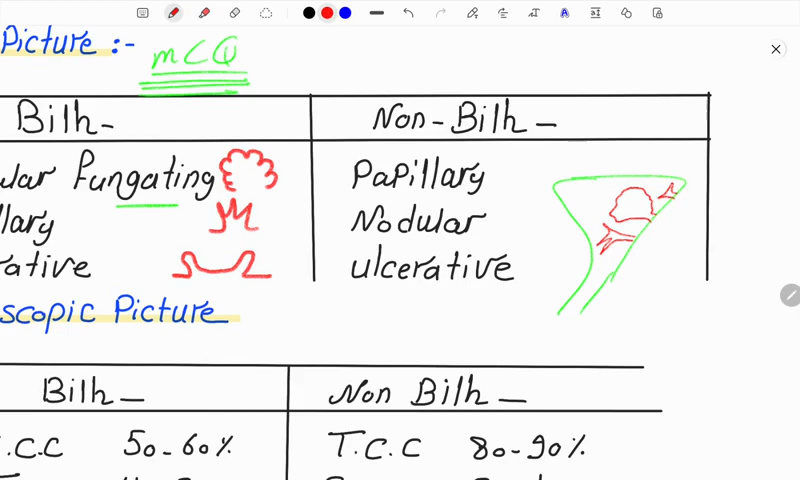 Picture :-
mCQ
Bilh- Non-Bilh-
ular fungating Papillary
llary Nodular
rative ulcerative
scopic Picture
Bilh- Non Bilh-
.C.C 50-60% T.C.C 80-90%